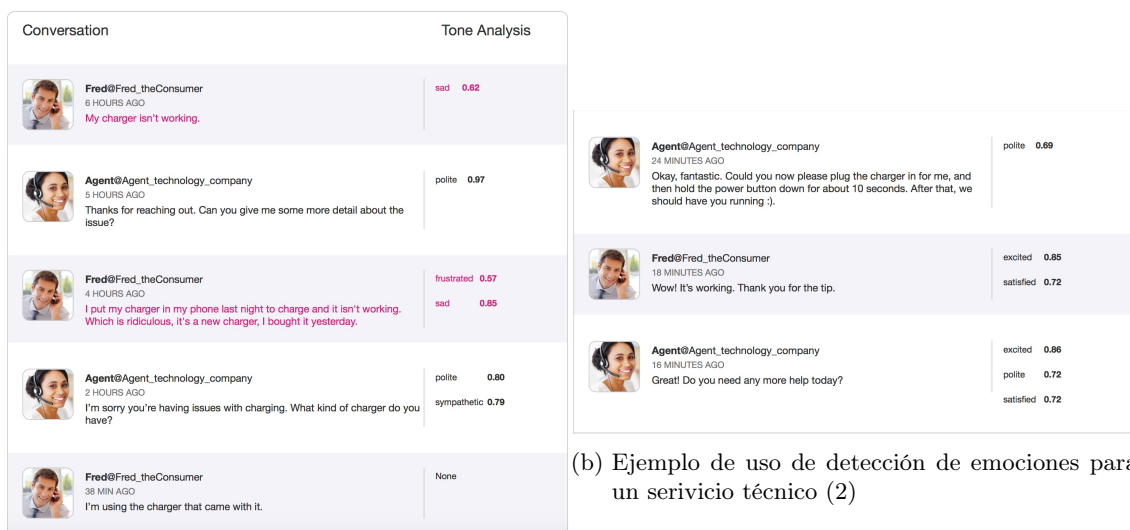 Conversation
Tone Analysis
Fred@Fred_theConsumer
6 HOURS AGO
My charger isn't working.
sad 0.62
Agent@Agent_technology_company
5 HOURS AGO
Thanks for reaching out. Can you give me some more detail about the
issue?
polite 0.97
Fred@Fred_theConsumer
4 HOURS AGO
I put my charger in my phone last night to charge and it isn't working.
Which is ridiculous, it's a new charger, I bought it yesterday.
frustrated 0.57
sad 0.85
Agent@Agent_technology_company
2 HOURS AGO
I'm sorry you're having issues with charging. What kind of charger do you
have?
polite 0.80
sympathetic 0.79
Fred@Fred_theConsumer
38 MIN AGO
I'm using the charger that came with it.
None
Agent@Agent_technology_company
24 MINUTES AGO
Okay, fantastic. Could you now please plug the charger in for me, and
then hold the power button down for about 10 seconds. After that, we
should have you running :).
polite 0.69
Fred@Fred_theConsumer
18 MINUTES AGO
Wow! It's working. Thank you for the tip.
excited 0.85
satisfied 0.72
Agent@Agent_technology_company
16 MINUTES AGO
Great! Do you need any more help today?
excited 0.86
polite 0.72
satisfied 0.72
(b) Ejemplo de uso de detección de emociones para
un serivicio técnico (2)